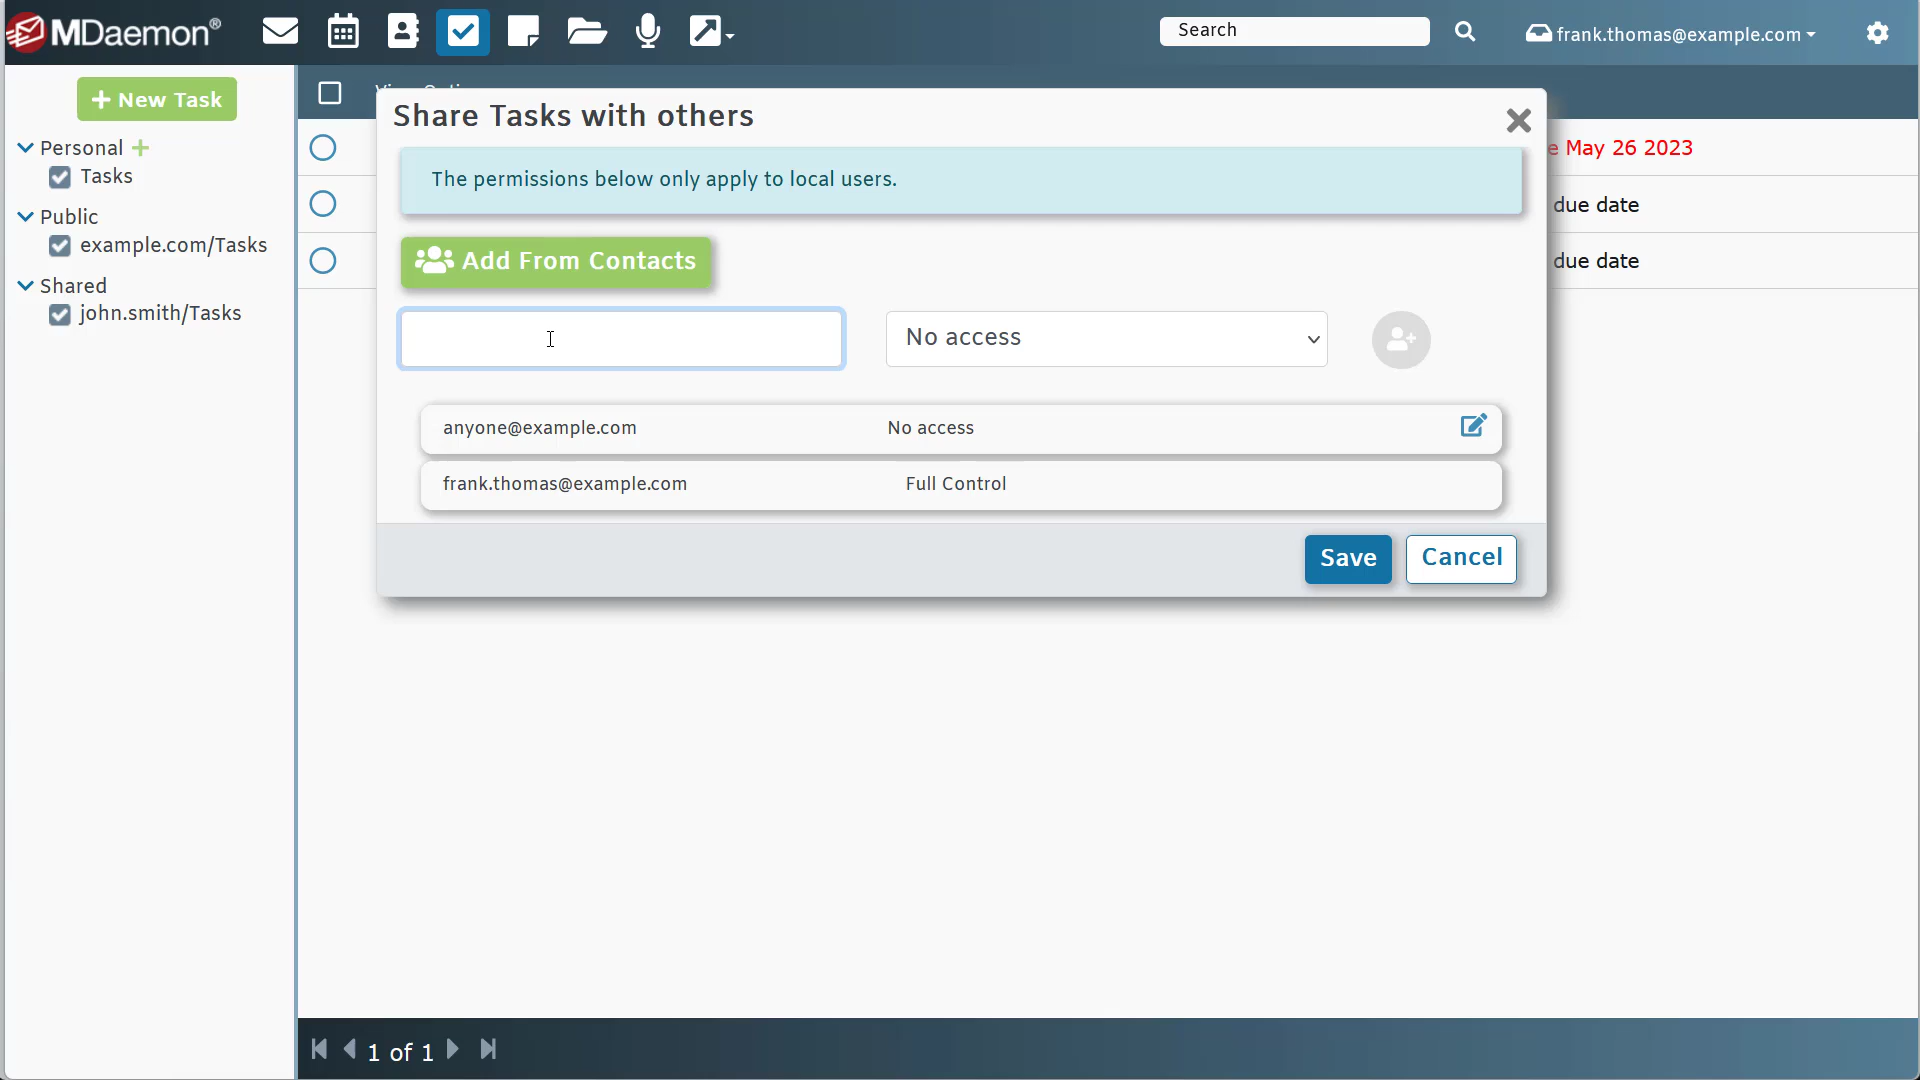 MDaemon®
Search
frank.thomas@example.com
New Task
Personal
Tasks
Public
example.com/Tasks
Shared
john.smith/Tasks
Share Tasks with others
The permissions below only apply to local users.
Add From Contacts
No access
anyone@example.com No access
frank.thomas@example.com Full Control
Save Cancel
May 26 2023
due date
due date
1 of 1